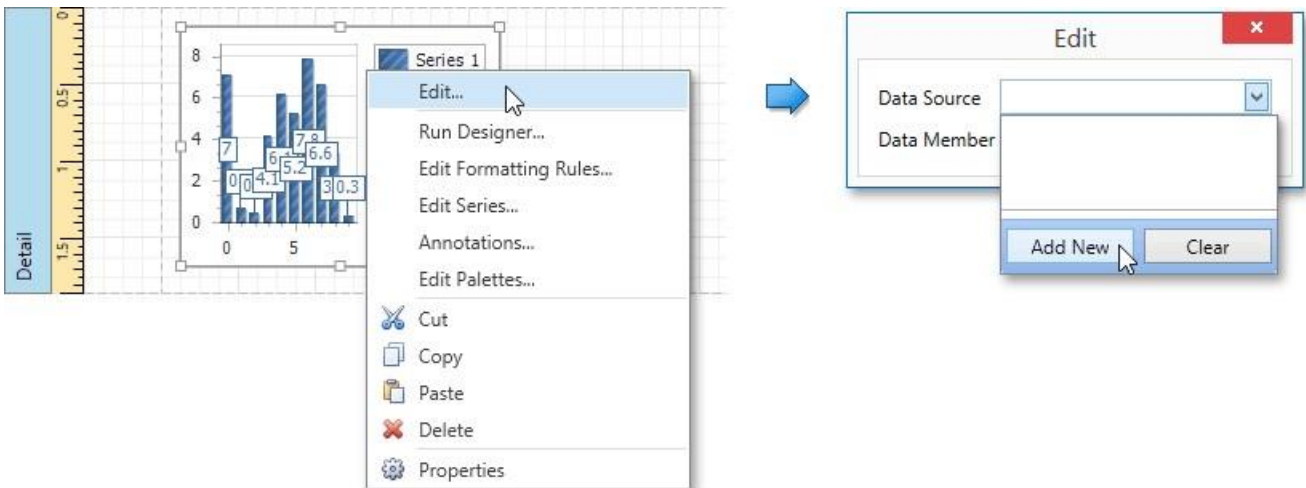 0
0.5
1
1.5
Detail
8
6
4
2
0
0
5
7
0
0
4.1
6.1
5.2
7.8
6.6
3
0.3
Series 1
Edit...
Run Designer...
Edit Formatting Rules...
Edit Series...
Annotations...
Edit Palettes...
Cut
Copy
Paste
Delete
Properties
Edit
Data Source
Data Member
Add New
Clear